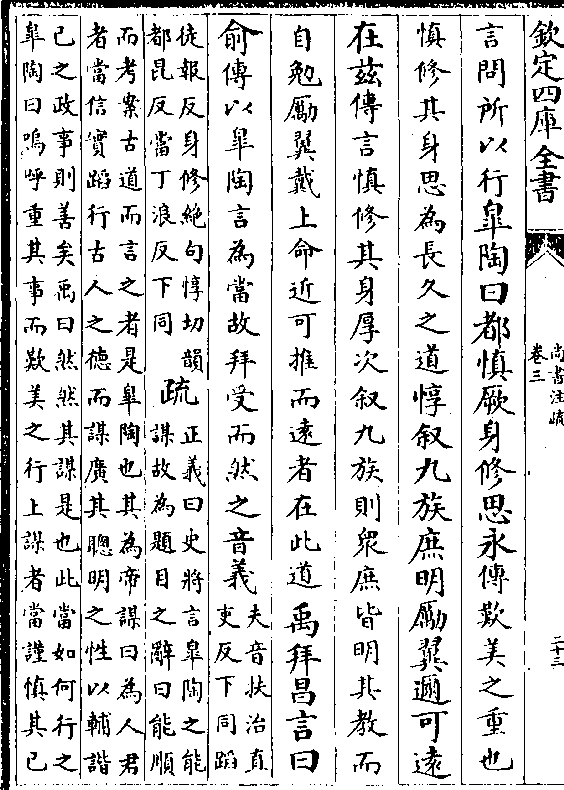 欽定四庫全書
尚書注疏
卷三
二十三
言問所以行皐陶曰都慎厥身修思永傳歎美之重也
慎修其身思為長久之道惇叙九族庶明勵翼邇可逺
在兹傳言慎修其身厚次叙九族則衆庶皆明其教而
自勉勵翼戴上命近可推而逺者在此道禹拜昌言曰
俞傳以皐陶言為當故拜受而然之音義
夫音扶治直
吏反下同蹈
徒報反身修絶句惇切韻
都昆反當丁浪反下同
疏
正義曰史將言皐陶之能
謀故為題目之辭曰能順
而考案古道而言之者是皐陶也其為帝謀曰為人君
者當信實蹈行古人之德而謀廣其聰明之性以輔諧
己之政事則善矣禹曰然然其謀是也此當如何行之
皐陶曰嗚呼重其事而歎美之行上謀者當謹慎其己